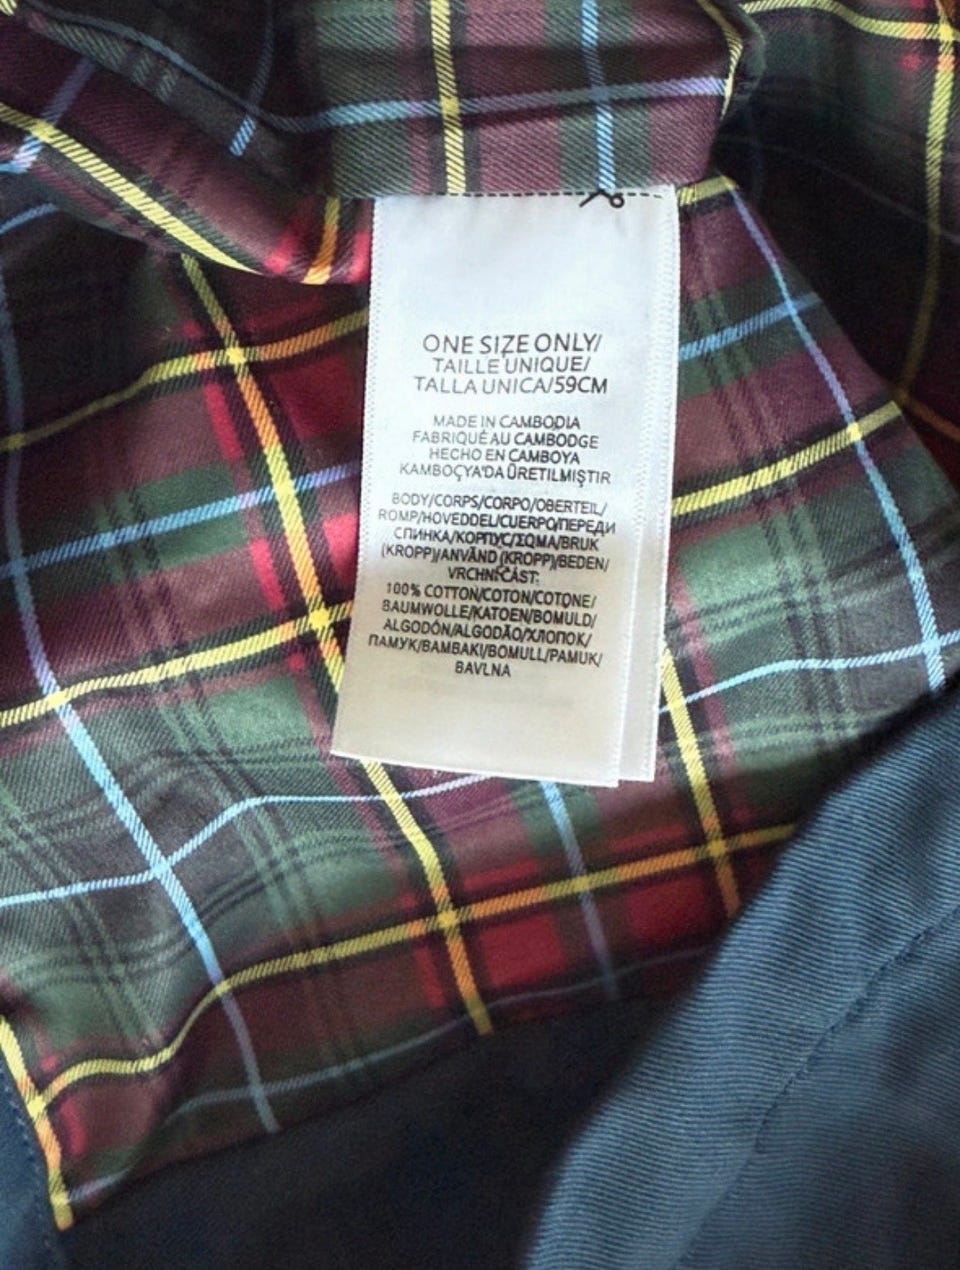 ONE SIZE ONLY/
TAILLE UNIQUE/
TALLA UNICA/59CM
MADE IN CAMBODIA
FABRIQUÉ AU CAMBODGE
HECHO EN CAMBOYA
KAMBOÇYA'DA ÜRETILMIŞTIR
BODY/CORPS/CORPO/OBERTEIL/
ROMP/HOVEDDEL/CUERPO/ПЕРЕДИ
СПИНКА/КОРПУС/ΣΩΜΑ/BRUK
(KROPP)/ANVÄND (KROPP)/BEDEN/
VRCHNÍ ČÁST:
100% COTTON/COTON/COTONE/
BAUMWOLLE/KATOEN/BOMULD/
ALGODÓN/ALGODÃO/ХЛОПОК/
ΠΑΜΥΚ/BAMBAKI/BOMULL/PAMUK/
BAVLNA